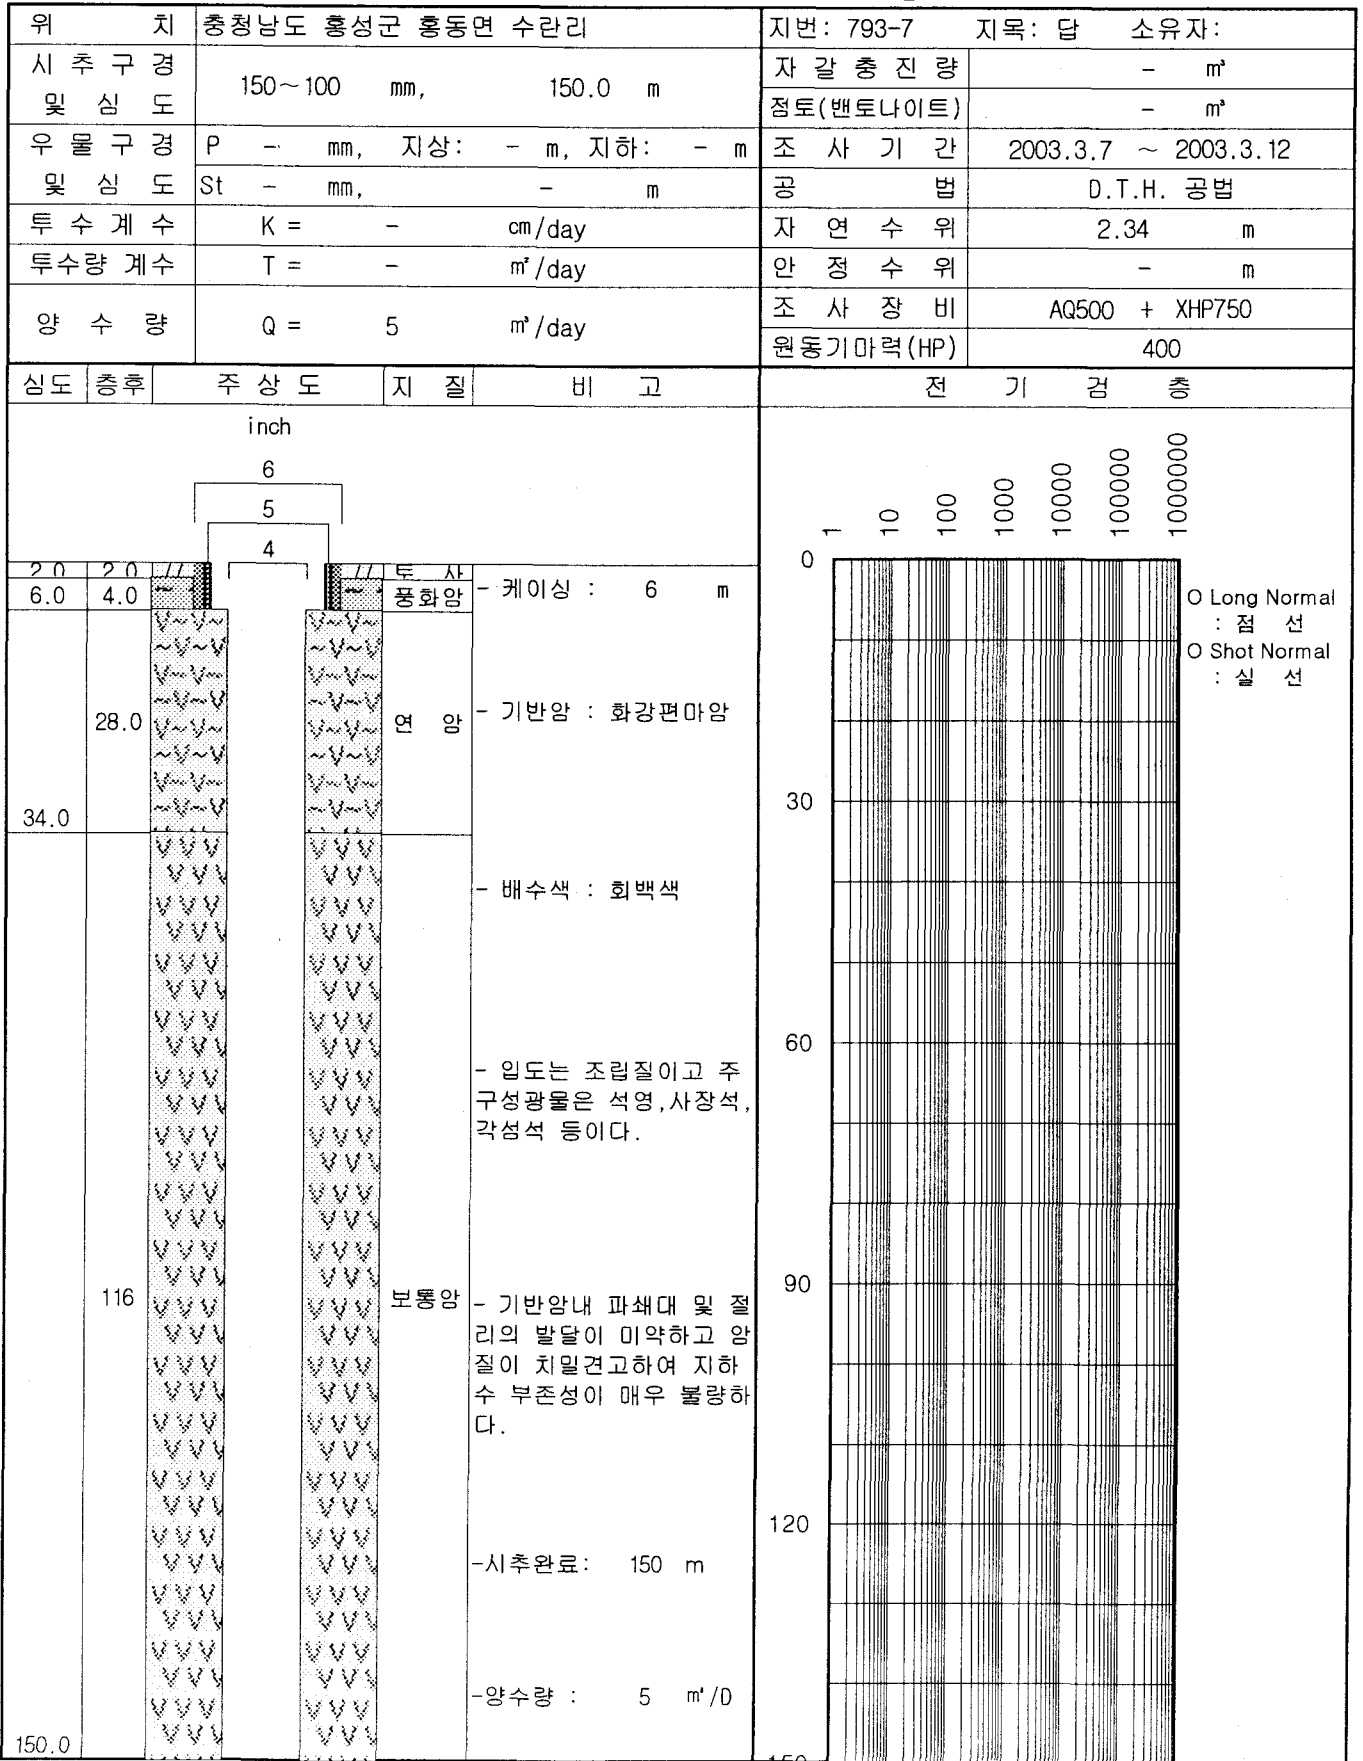 위 치 충청남도 홍성군 홍동면 수란리 지번: 793-7 지목: 답 소유자:
시 추 구 경 및 심 도 150~100 mm, 150.0 m 자 갈 충 진 량 - m³
점토(밴토나이트) - m³
우 물 구 경 및 심 도 P - mm, 지상: - m, 지하: - m 조 사 기 간 2003.3.7 ~ 2003.3.12
St - mm, - m 공 법 D.T.H. 공법
투 수 계 수 K = - cm/day 자 연 수 위 2.34 m
투수량 계수 T = - m²/day 안 정 수 위 - m
양 수 량 Q = 5 m³/day 조 사 장 비 AQ500 + XHP750
원동기마력(HP) 400
심도 층후 주 상 도 지 질 비 고 전 기 검 층
inch
6
5
4
1 10 100 1000 10000 100000 1000000
0
2.0 2.0 토 사
6.0 4.0 풍화암 - 케이싱 : 6 m
O Long Normal
: 점 선
O Shot Normal
: 실 선
28.0 연 암 - 기반암 : 화강편마암
30
34.0
- 배수색 : 회백색
60
- 입도는 조립질이고 주
구성광물은 석영,사장석,
각섬석 등이다.
90
116 보통암 - 기반암내 파쇄대 및 절
리의 발달이 미약하고 암
질이 치밀견고하여 지하
수 부존성이 매우 불량하
다.
120
-시추완료: 150 m
-양수량 : 5 m³/D
150.0
150